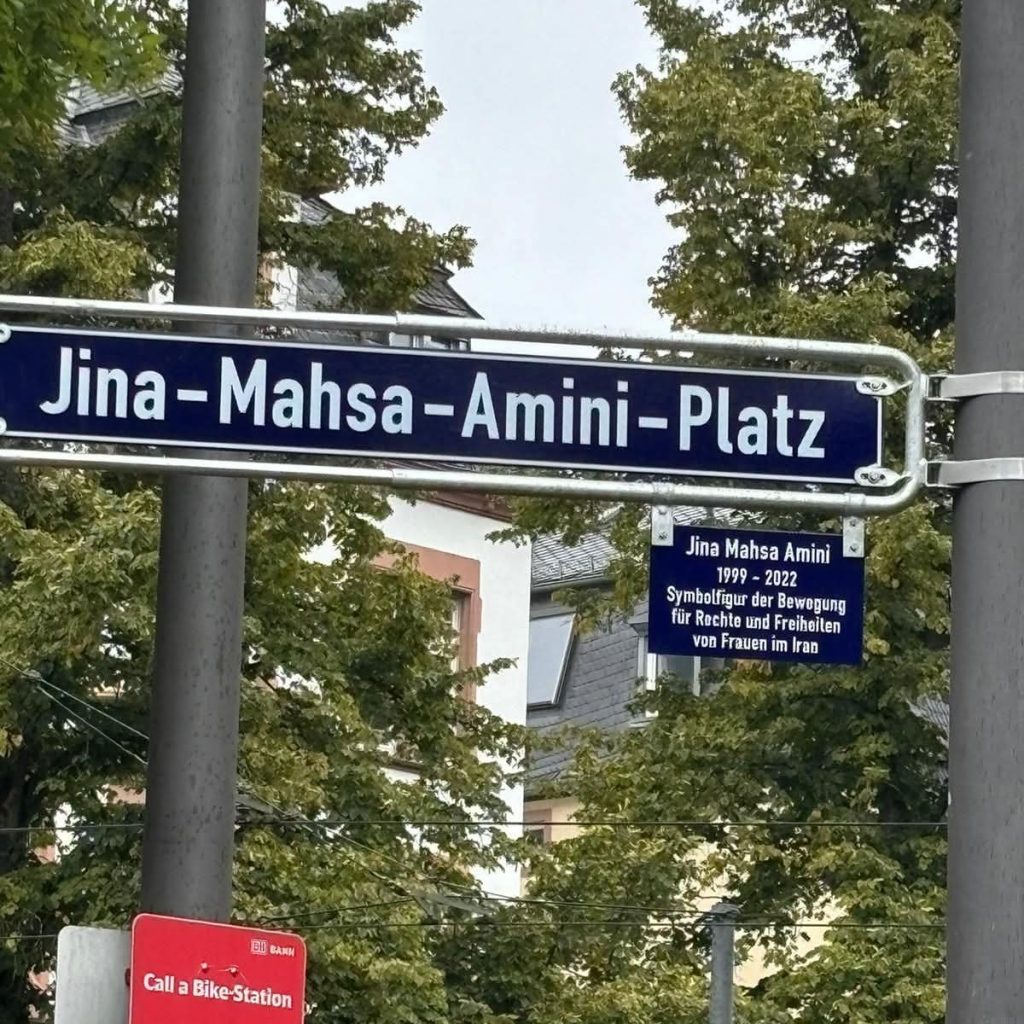 Jina-Mahsa-Amini-Platz
Jina Mahsa Amini
1999 - 2022
Symbolfigur der Bewegung
für Rechte und Freiheiten
von Frauen im Iran
DB BAHN
Call a Bike-Station